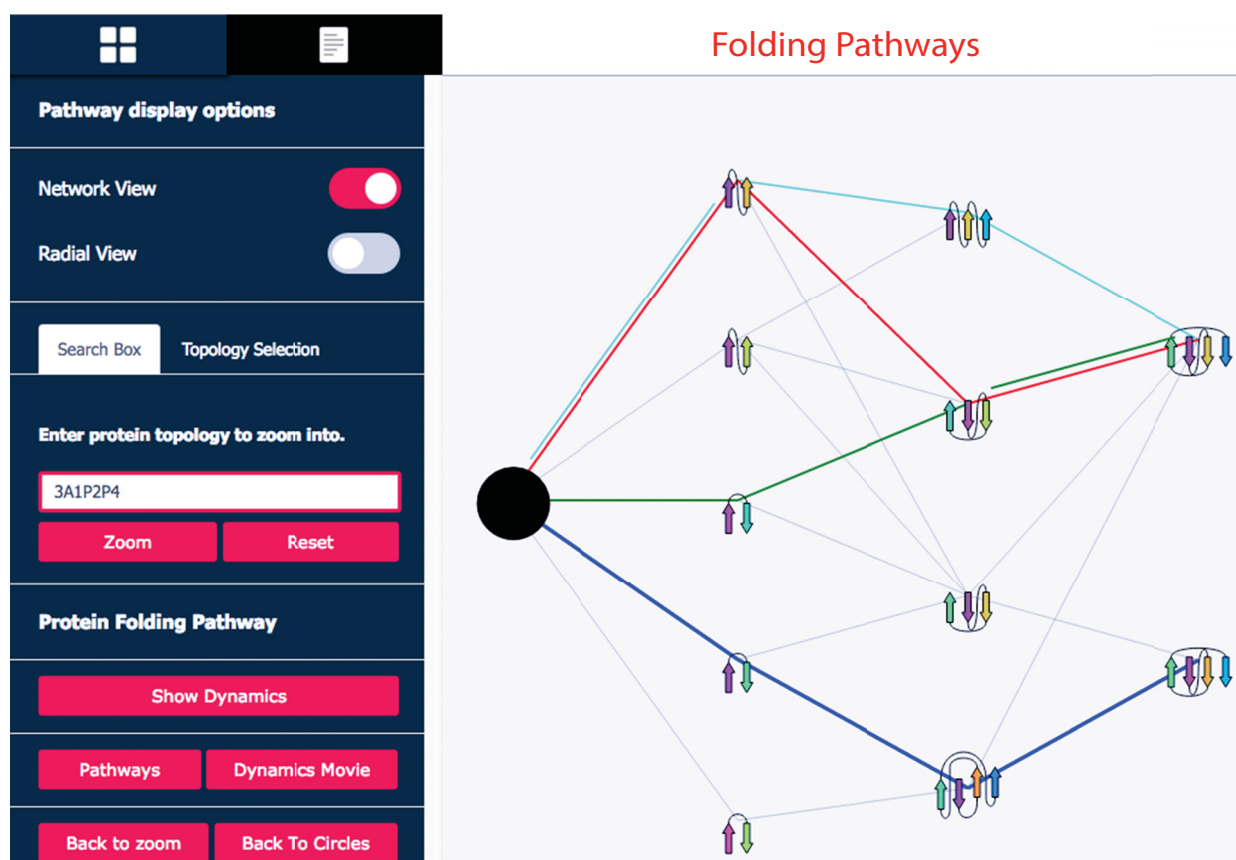 Folding Pathways
Pathway display options
Network View
Radial View
Search Box Topology Selection
Enter protein topology to zoom into.
3A1P2P4
Zoom Reset
Protein Folding Pathway
Show Dynamics
Pathways Dynamics Movie
Back to zoom Back To Circles